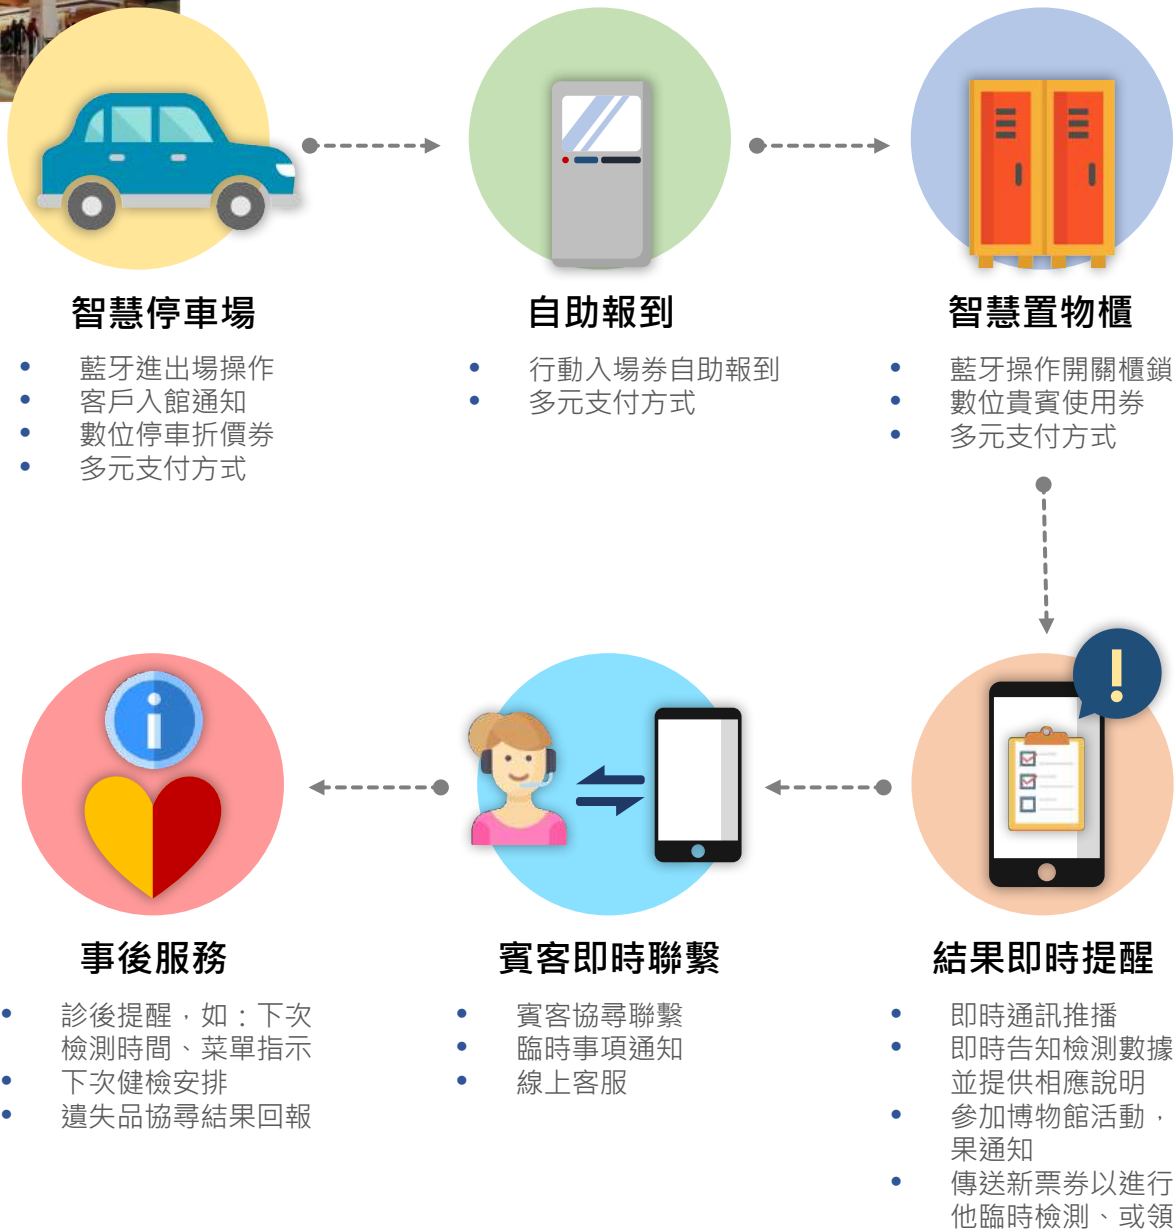 智慧停車場
• 藍牙進出場操作
• 客戶入館通知
• 數位停車折價券
• 多元支付方式
自助報到
• 行動入場券自助報到
• 多元支付方式
智慧置物櫃
• 藍牙操作開關櫃鎖
• 數位貴賓使用券
• 多元支付方式
結果即時提醒
• 即時通訊推播
• 即時告知檢測數據
並提供相應說明
• 參加博物館活動，
果通知
• 傳送新票券以進行
他臨時檢測、或領
賓客即時聯繫
• 賓客協尋聯繫
• 臨時事項通知
• 線上客服
事後服務
• 診後提醒，如：下次
檢測時間、菜單指示
• 下次健檢安排
• 遺失品協尋結果回報